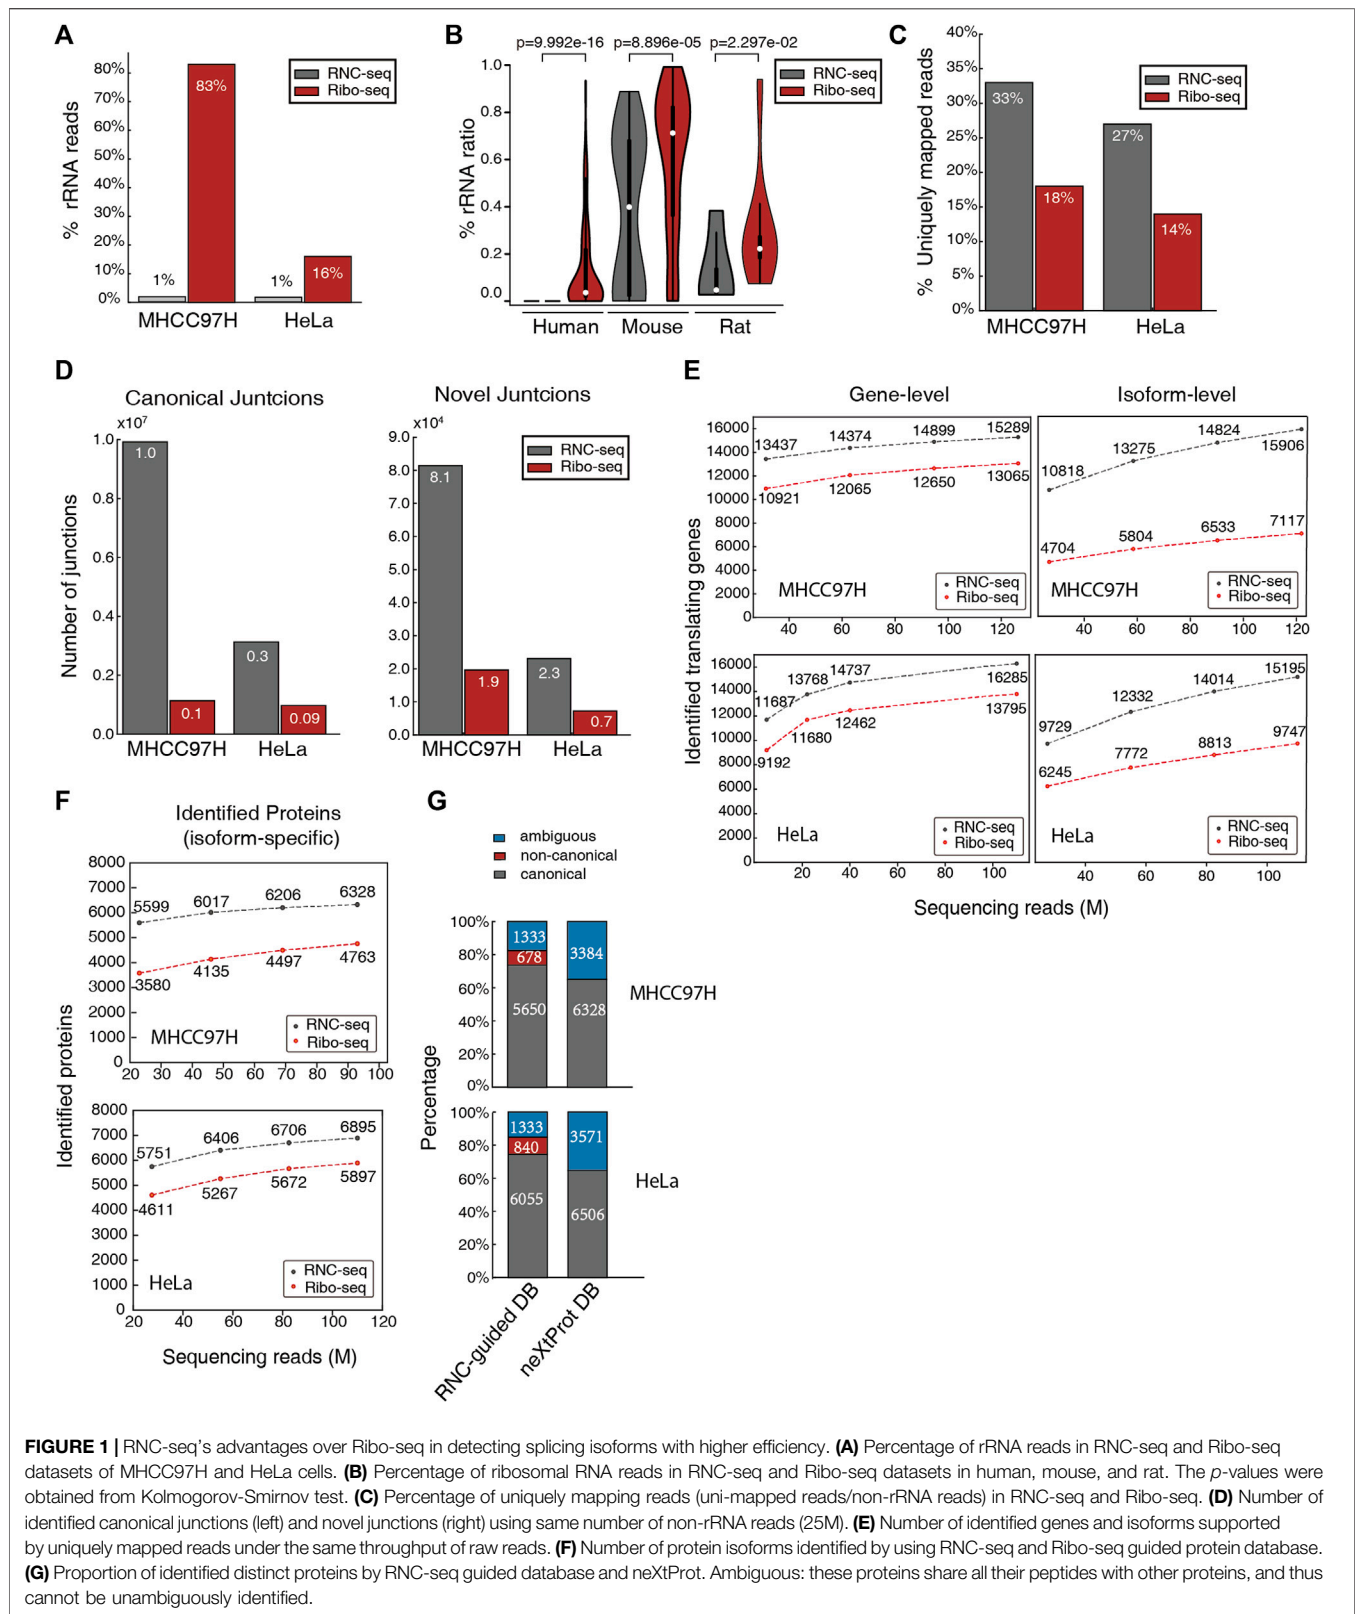 A
% rRNA reads
80%
70%
60%
50%
40%
30%
20%
10%
0%
RNC-seq
Ribo-seq
1%
83%
1%
16%
MHCC97H
HeLa
B
p=9.992e-16
p=8.896e-05
p=2.297e-02
% rRNA ratio
1.0
0.8
0.6
0.4
0.2
0.0
RNC-seq
Ribo-seq
Human
Mouse
Rat
C
% Uniquely mapped reads
40%
35%
30%
25%
20%
15%
10%
5%
0%
RNC-seq
Ribo-seq
33%
18%
27%
14%
MHCC97H
HeLa
D
Canonical Juntcions
x10⁷
Number of junctions
1.0
0.8
0.6
0.4
0.2
0.0
1.0
0.1
0.3
0.09
MHCC97H
HeLa
Novel Juntcions
x10⁴
9.0
8.0
7.0
6.0
5.0
4.0
3.0
2.0
1.0
0.0
RNC-seq
Ribo-seq
8.1
1.9
2.3
0.7
MHCC97H
HeLa
E
Gene-level
Isoform-level
Identified translating genes
16000
14000
12000
10000
8000
6000
4000
2000
0
13437
14374
14899
15289
10921
12065
12650
13065
MHCC97H
RNC-seq
Ribo-seq
40
60
80
100
120
10818
13275
14824
15906
4704
5804
6533
7117
MHCC97H
RNC-seq
Ribo-seq
40
60
80
100
120
16000
14000
12000
10000
8000
6000
4000
2000
0
11687
13768
14737
16285
9192
11680
12462
13795
HeLa
RNC-seq
Ribo-seq
20
40
60
80
100
9729
12332
14014
15195
6245
7772
8813
9747
HeLa
RNC-seq
Ribo-seq
40
60
80
100
Sequencing reads (M)
F
Identified Proteins
(isoform-specific)
Identified proteins
8000
7000
6000
5000
4000
3000
2000
1000
0
5599
6017
6206
6328
3580
4135
4497
4763
MHCC97H
RNC-seq
Ribo-seq
20
30
40
50
60
70
80
90
100
8000
7000
6000
5000
4000
3000
2000
1000
0
5751
6406
6706
6895
4611
5267
5672
5897
HeLa
RNC-seq
Ribo-seq
20
40
60
80
100
120
Sequencing reads (M)
G
ambiguous
non-canonical
canonical
Percentage
100%
80%
60%
40%
20%
0%
1333
678
5650
3384
6328
MHCC97H
100%
80%
60%
40%
20%
0%
1333
840
6055
3571
6506
HeLa
RNC-guided DB
neXtProt DB
FIGURE 1 | RNC-seq's advantages over Ribo-seq in detecting splicing isoforms with higher efficiency. (A) Percentage of rRNA reads in RNC-seq and Ribo-seq
datasets of MHCC97H and HeLa cells. (B) Percentage of ribosomal RNA reads in RNC-seq and Ribo-seq datasets in human, mouse, and rat. The p-values were
obtained from Kolmogorov-Smirnov test. (C) Percentage of uniquely mapping reads (uni-mapped reads/non-rRNA reads) in RNC-seq and Ribo-seq. (D) Number of
identified canonical junctions (left) and novel junctions (right) using same number of non-rRNA reads (25M). (E) Number of identified genes and isoforms supported
by uniquely mapped reads under the same throughput of raw reads. (F) Number of protein isoforms identified by using RNC-seq and Ribo-seq guided protein database.
(G) Proportion of identified distinct proteins by RNC-seq guided database and neXtProt. Ambiguous: these proteins share all their peptides with other proteins, and thus
cannot be unambiguously identified.